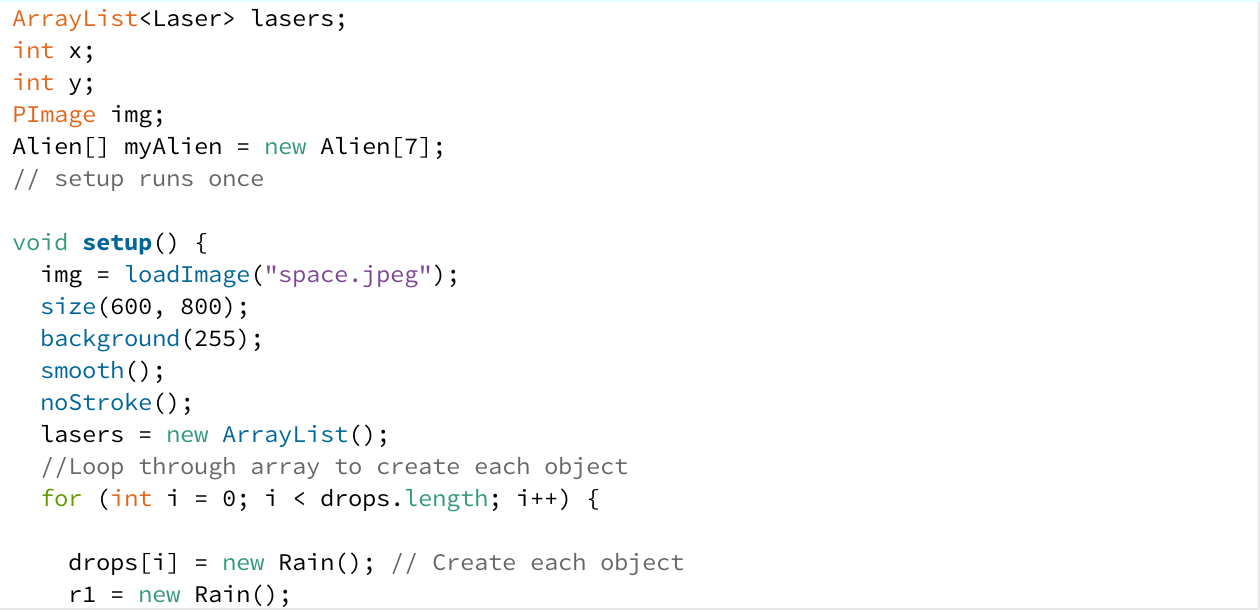 ArrayList<Laser> lasers;
int x;
int y;
PImage img;
Alien[] myAlien = new Alien[7];
// setup runs once

void setup() {
  img = loadImage("space.jpeg");
  size(600, 800);
  background(255);
  smooth();
  noStroke();
  lasers = new ArrayList();
  //Loop through array to create each object
  for (int i = 0; i < drops.length; i++) {

    drops[i] = new Rain(); // Create each object
    r1 = new Rain();